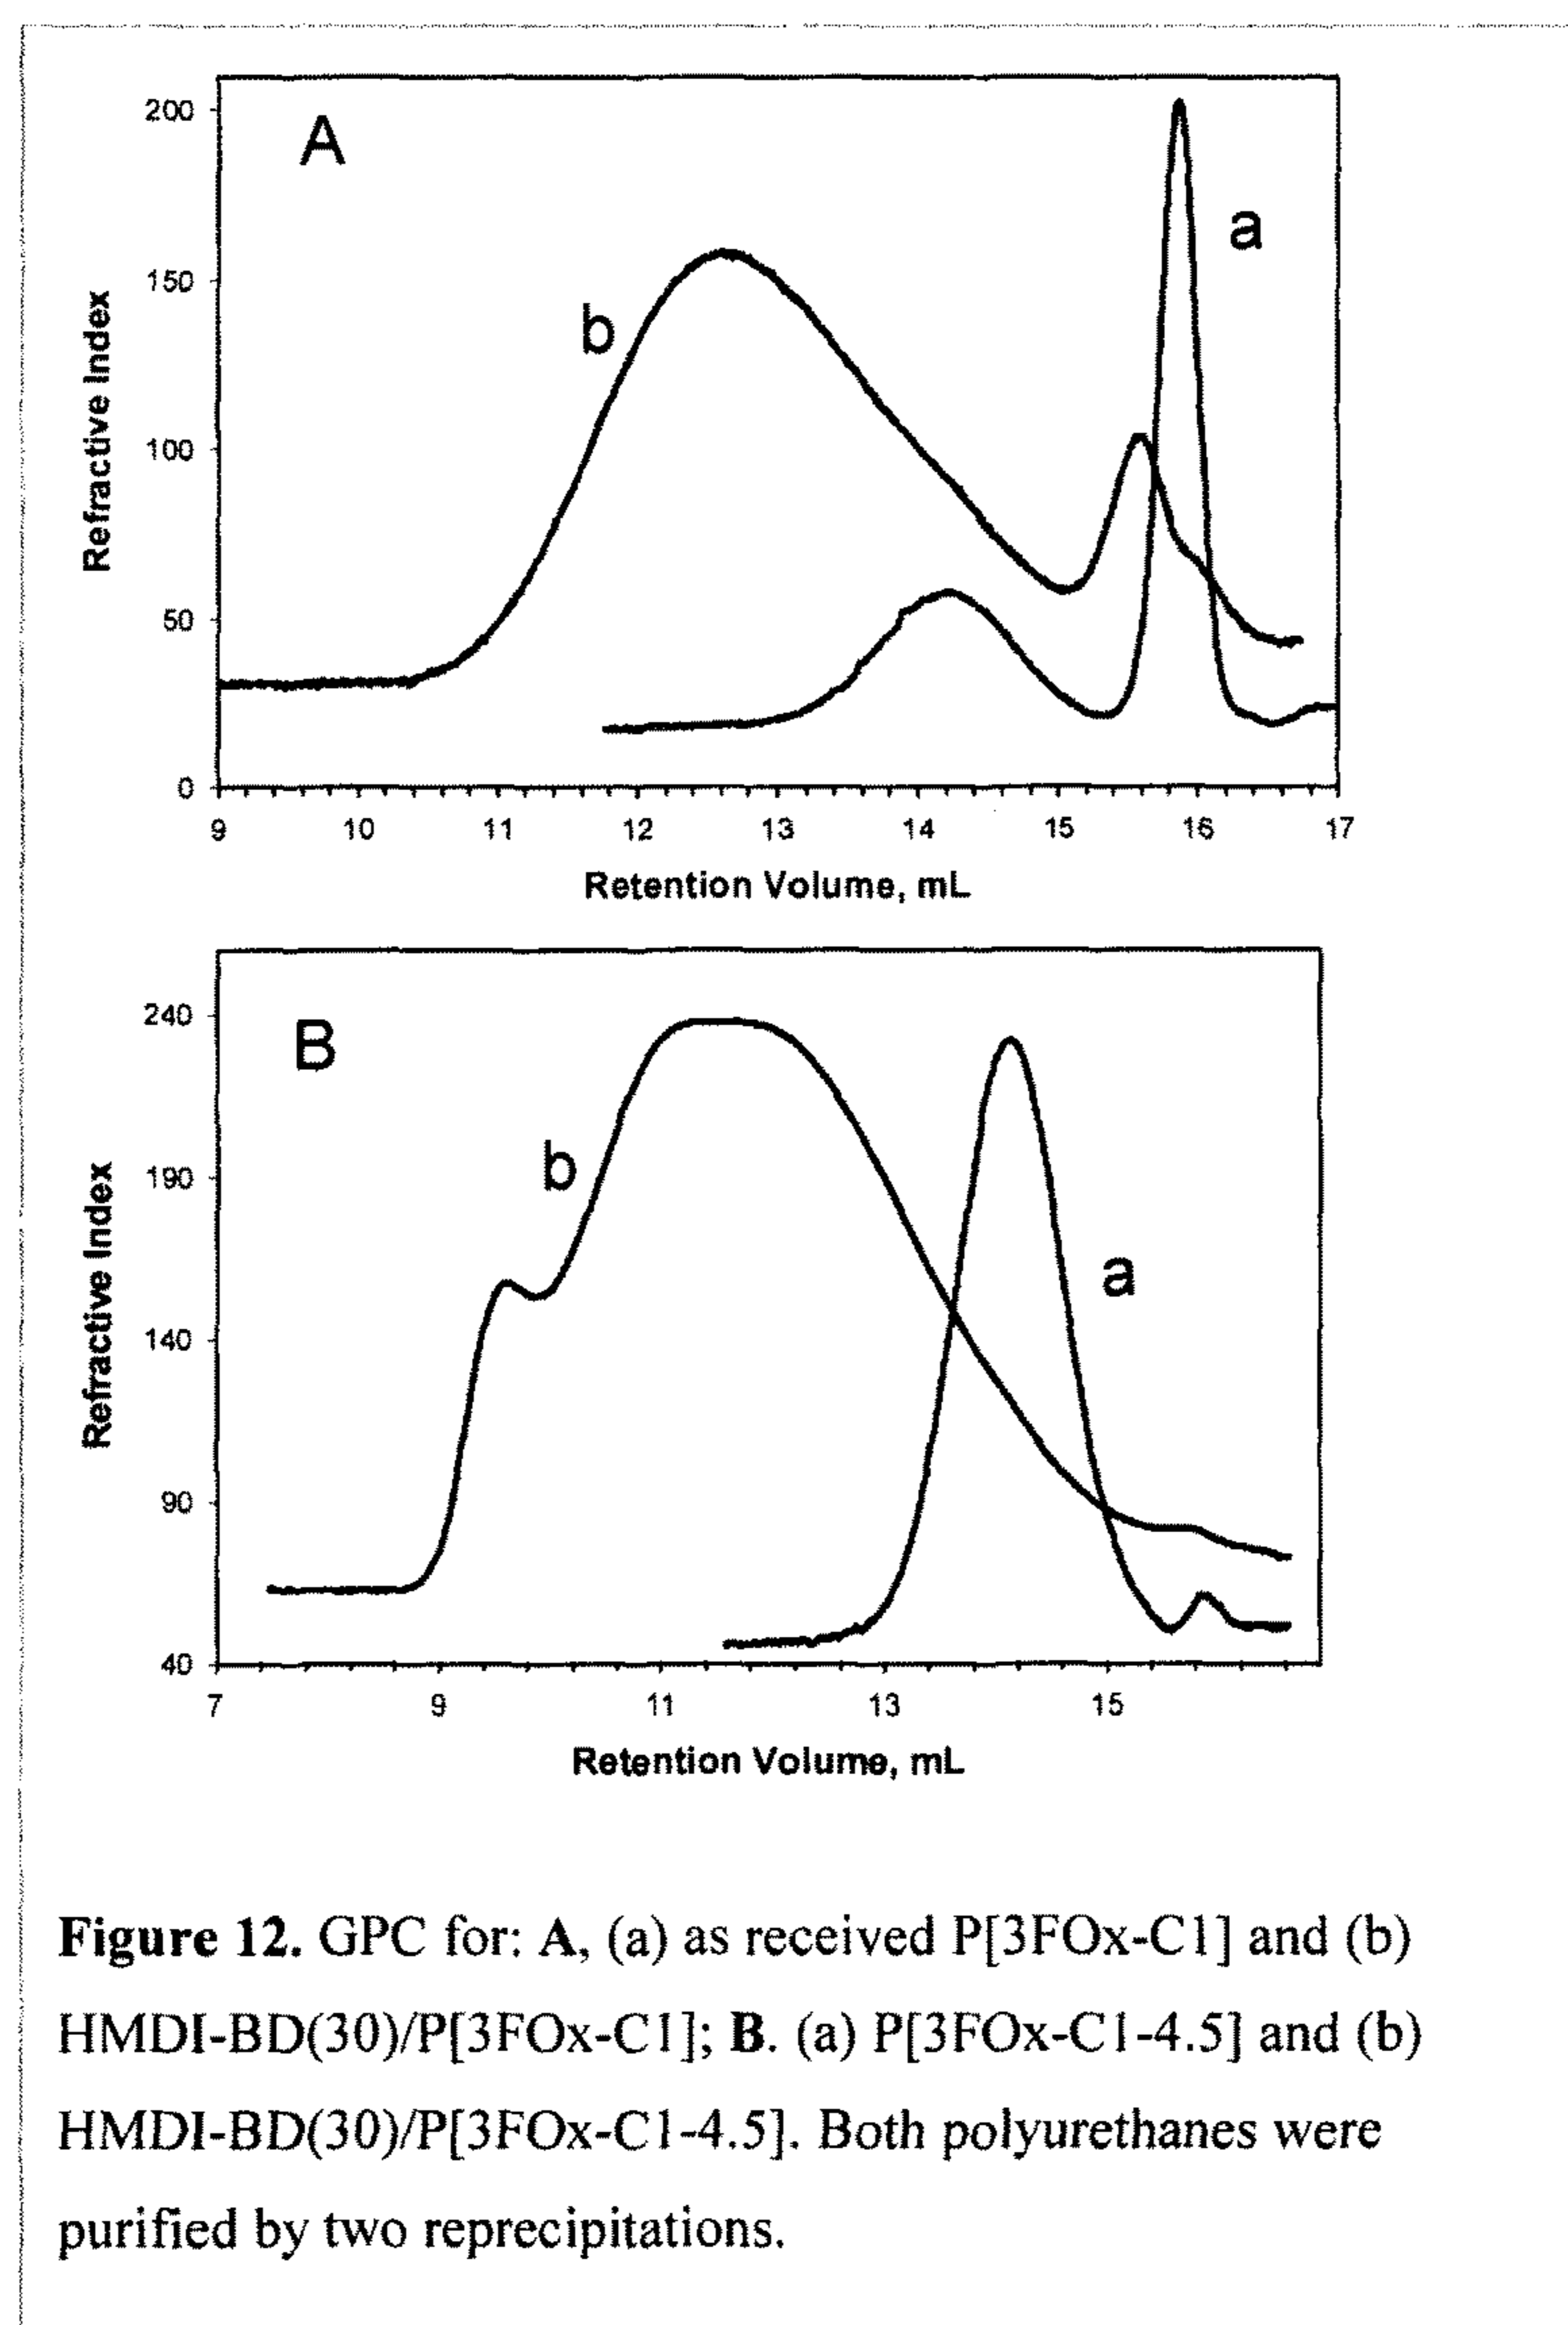 A
a
b
200
150
100
50
0
Refractive Index
9 10 11 12 13 14 15 16 17
Retention Volume, mL
B
b
a
240
190
140
90
40
Refractive Index
7 9 11 13 15
Retention Volume, mL
Figure 12. GPC for: A, (a) as received P[3FOx-C1] and (b)
HMDI-BD(30)/P[3FOx-C1]; B. (a) P[3FOx-C1-4.5] and (b)
HMDI-BD(30)/P[3FOx-C1-4.5]. Both polyurethanes were
purified by two reprecipitations.